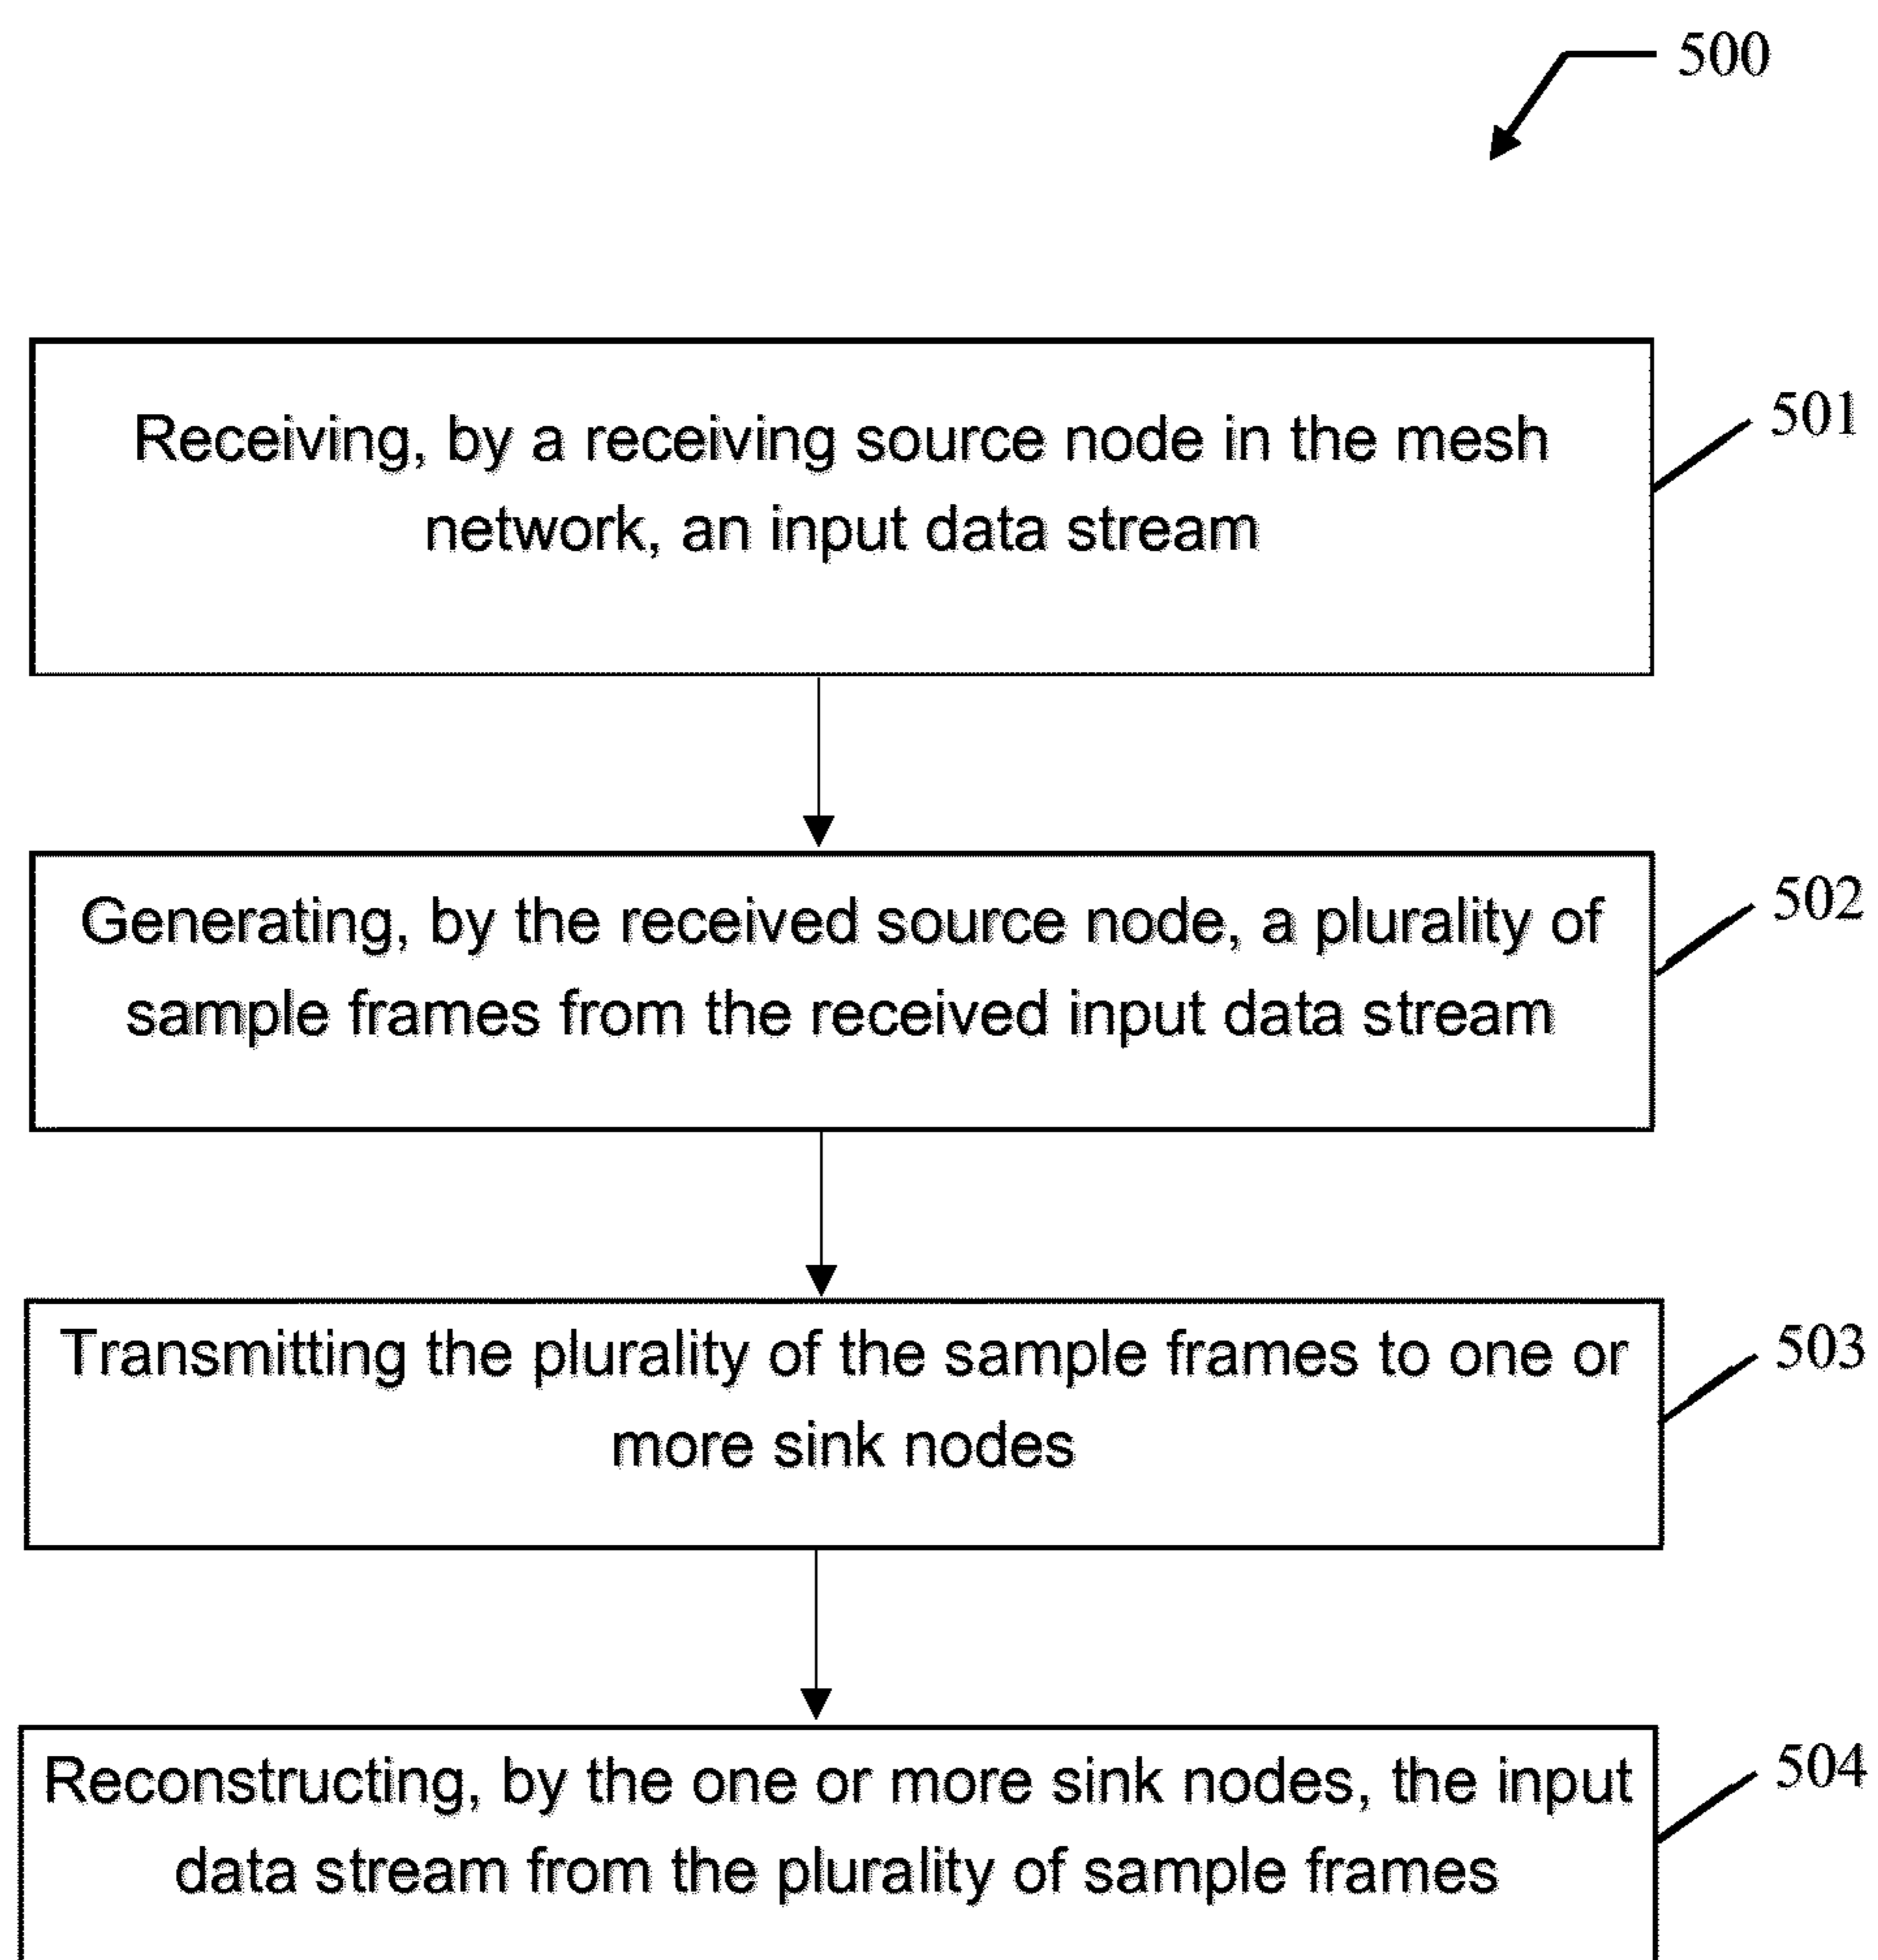 500
Receiving, by a receiving source node in the mesh
network, an input data stream
501
Generating, by the received source node, a plurality of
sample frames from the received input data stream
502
Transmitting the plurality of the sample frames to one or
more sink nodes
503
Reconstructing, by the one or more sink nodes, the input
data stream from the plurality of sample frames
504